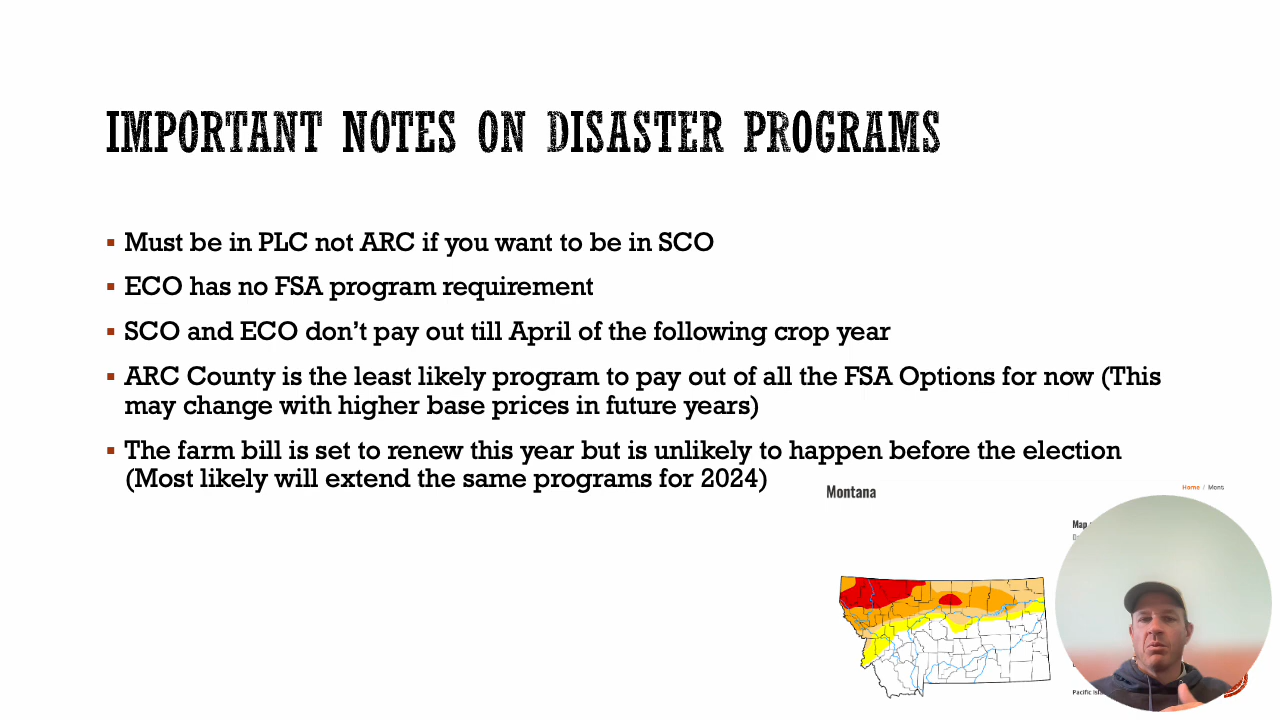 IMPORTANT NOTES ON DISASTER PROGRAMS
Must be in PLC not ARC if you want to be in SCO
ECO has no FSA program requirement
SCO and ECO don't pay out till April of the following crop year
ARC County is the least likely program to pay out of all the FSA Options for now (This
may change with higher base prices in future years)
The farm bill is set to renew this year but is unlikely to happen before the election
(Most likely will extend the same programs for 2024)
Montana
Home /
Map
Pacific